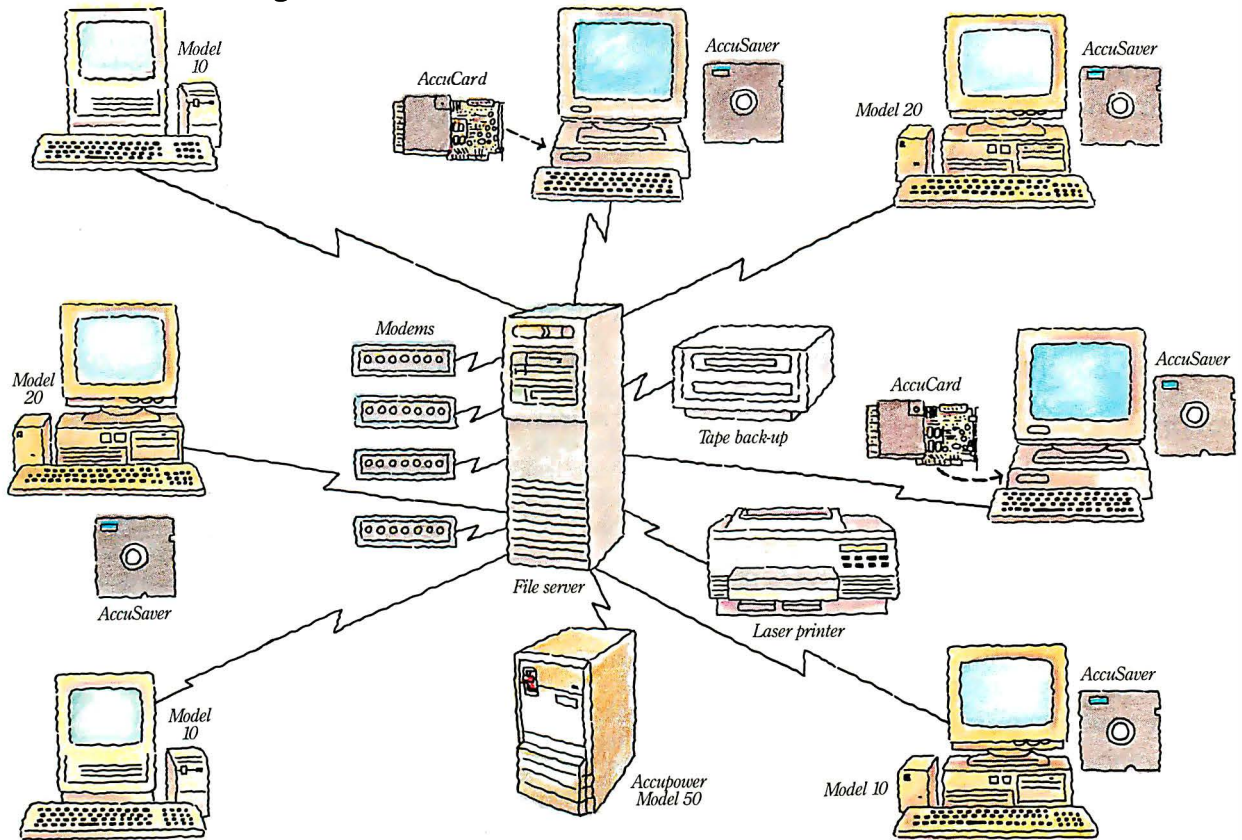 Model
10
AccuCard
AccuSaver
Model 20
AccuSaver
Model
20
AccuSaver
Modems
Tape back-up
AccuCard
AccuSaver
File server
Laser printer
Model
10
Accupower
Model 50
Model 10
AccuSaver